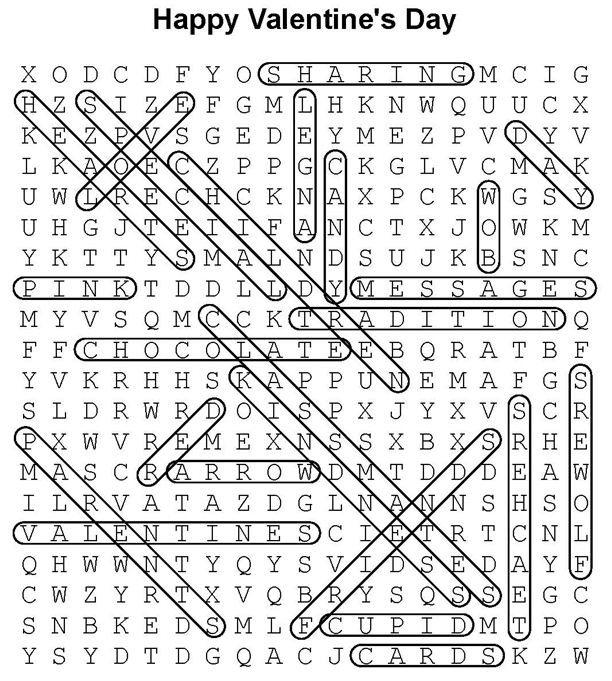 Happy Valentine's Day
X O D C D F Y O S H A R I N G M C I G
H Z S I Z E F G M L H K N W Q U U C X
K E Z P V S G E D E Y M E Z P V D Y V
L K A O E C Z P P G C K G L V C M A K
U W L R E C H C K N A X P C K W G S Y
U H G J T E I I F A N C T X J O W K M
Y K T T Y S M A L N D S U J K B S N C
P I N K T D D L L D Y M E S S A G E S
M Y V S Q M C C K T R A D I T I O N Q
F F C H O C O L A T E E B Q R A T B F
Y V K R H H S K A P P U N E M A F G S
S L D R W R D O I S P X J Y X V S C R
P X W V R E M E X N S S X B X S R H E
M A S C R A R R O W D M T D D D E A W
I L R V A T A Z D G L N A N N S H S O
V A L E N T I N E S C I E T R T C N L
Q H W W N T Y Q Y S V I D S E D A Y F
C W Z Y R T X V Q B R Y S Q S S E G C
S N B K E D S M L F C U P I D M T P O
Y S Y D T D G Q A C J C A R D S K Z W